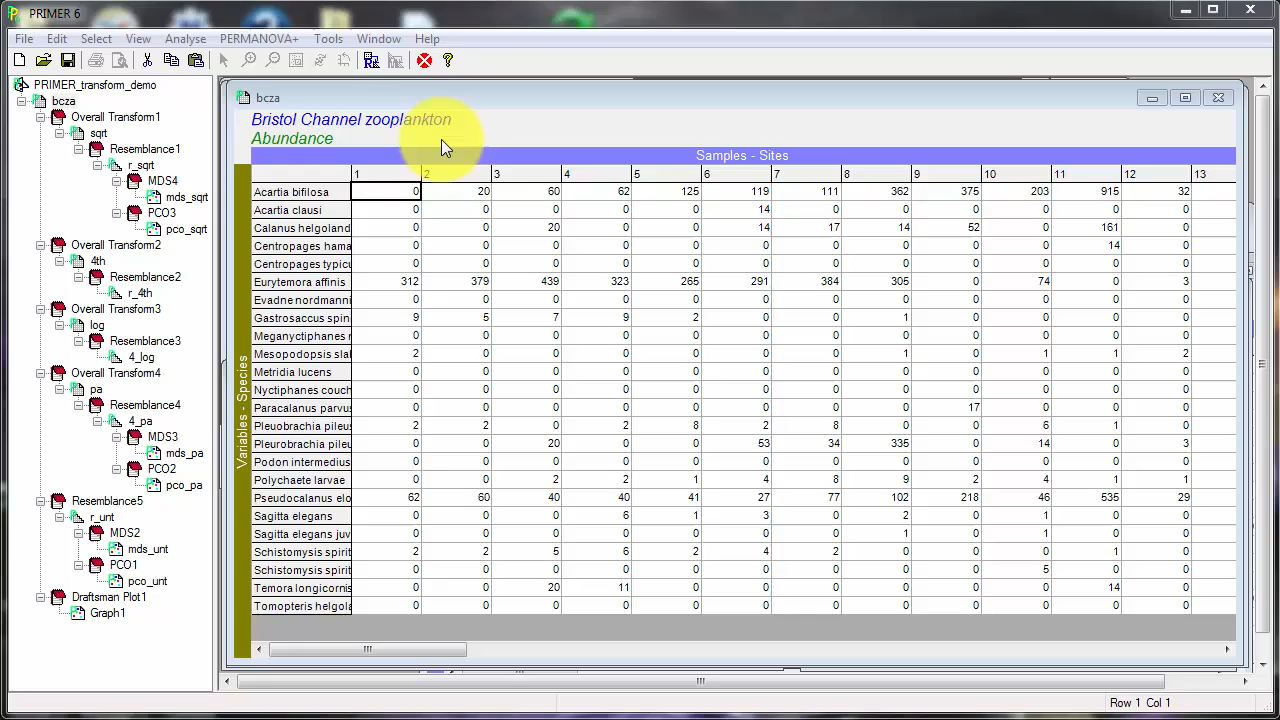 PRIMER 6
File Edit Select View Analyse PERMANOVA+ Tools Window Help
PRIMER_transform_demo
bcza
Overall Transform1
sqrt
Resemblance1
r_sqrt
MDS4
mds_sqrt
PCO3
pco_sqrt
Overall Transform2
4th
Resemblance2
r_4th
Overall Transform3
log
Resemblance3
4_log
Overall Transform4
pa
Resemblance4
4_pa
MDS3
mds_pa
PCO2
pco_pa
Resemblance5
r_unt
MDS2
mds_unt
PCO1
pco_unt
Draftsman Plot1
Graph1
bcza
Bristol Channel zooplankton
Abundance
Samples - Sites
Variables - Species
1 2 3 4 5 6 7 8 9 10 11 12 13
Acartia bifilosa 0 20 60 62 125 119 111 362 375 203 915 32
Acartia clausi 0 0 0 0 0 14 0 0 0 0 0 0
Calanus helgoland 0 0 20 0 0 14 17 14 52 0 161 0
Centropages hama 0 0 0 0 0 0 0 0 0 0 14 0
Centropages typicu 0 0 0 0 0 0 0 0 0 0 0 0
Eurytemora affinis 312 379 439 323 265 291 384 305 0 74 0 3
Evadne nordmanni 0 0 0 0 0 0 0 0 0 0 0 0
Gastrosaccus spin 9 5 7 9 2 0 0 1 0 0 0 0
Meganyctiphanes r 0 0 0 0 0 0 0 0 0 0 0 0
Mesopodopsis slab 2 0 0 0 0 0 0 1 0 1 1 2
Metridia lucens 0 0 0 0 0 0 0 0 0 0 0 0
Nyctiphanes couch 0 0 0 0 0 0 0 0 0 0 0 0
Paracalanus parvus 0 0 0 0 0 0 0 0 17 0 0 0
Pleuobrachia pileus 2 2 0 2 8 2 8 0 0 6 1 0
Pleurobrachia pileu 0 0 20 0 0 53 34 335 0 14 0 3
Podon intermedius 0 0 0 0 0 0 0 0 0 0 0 0
Polychaete larvae 0 0 2 2 1 4 8 9 2 4 1 1
Pseudocalanus elo 62 60 40 40 41 27 77 102 218 46 535 29
Sagitta elegans 0 0 0 6 1 3 0 2 0 1 0 0
Sagitta elegans juv 0 0 0 0 0 0 0 1 0 1 0 0
Schistomysis spirit 2 2 5 6 2 4 2 0 0 0 1 0
Schistomysis spirit 0 0 0 0 0 0 0 0 0 5 0 0
Temora longicornis 0 0 20 11 0 0 0 0 0 0 14 0
Tomopteris helgola 0 0 0 0 0 0 0 0 0 0 0 0
Row 1 Col 1